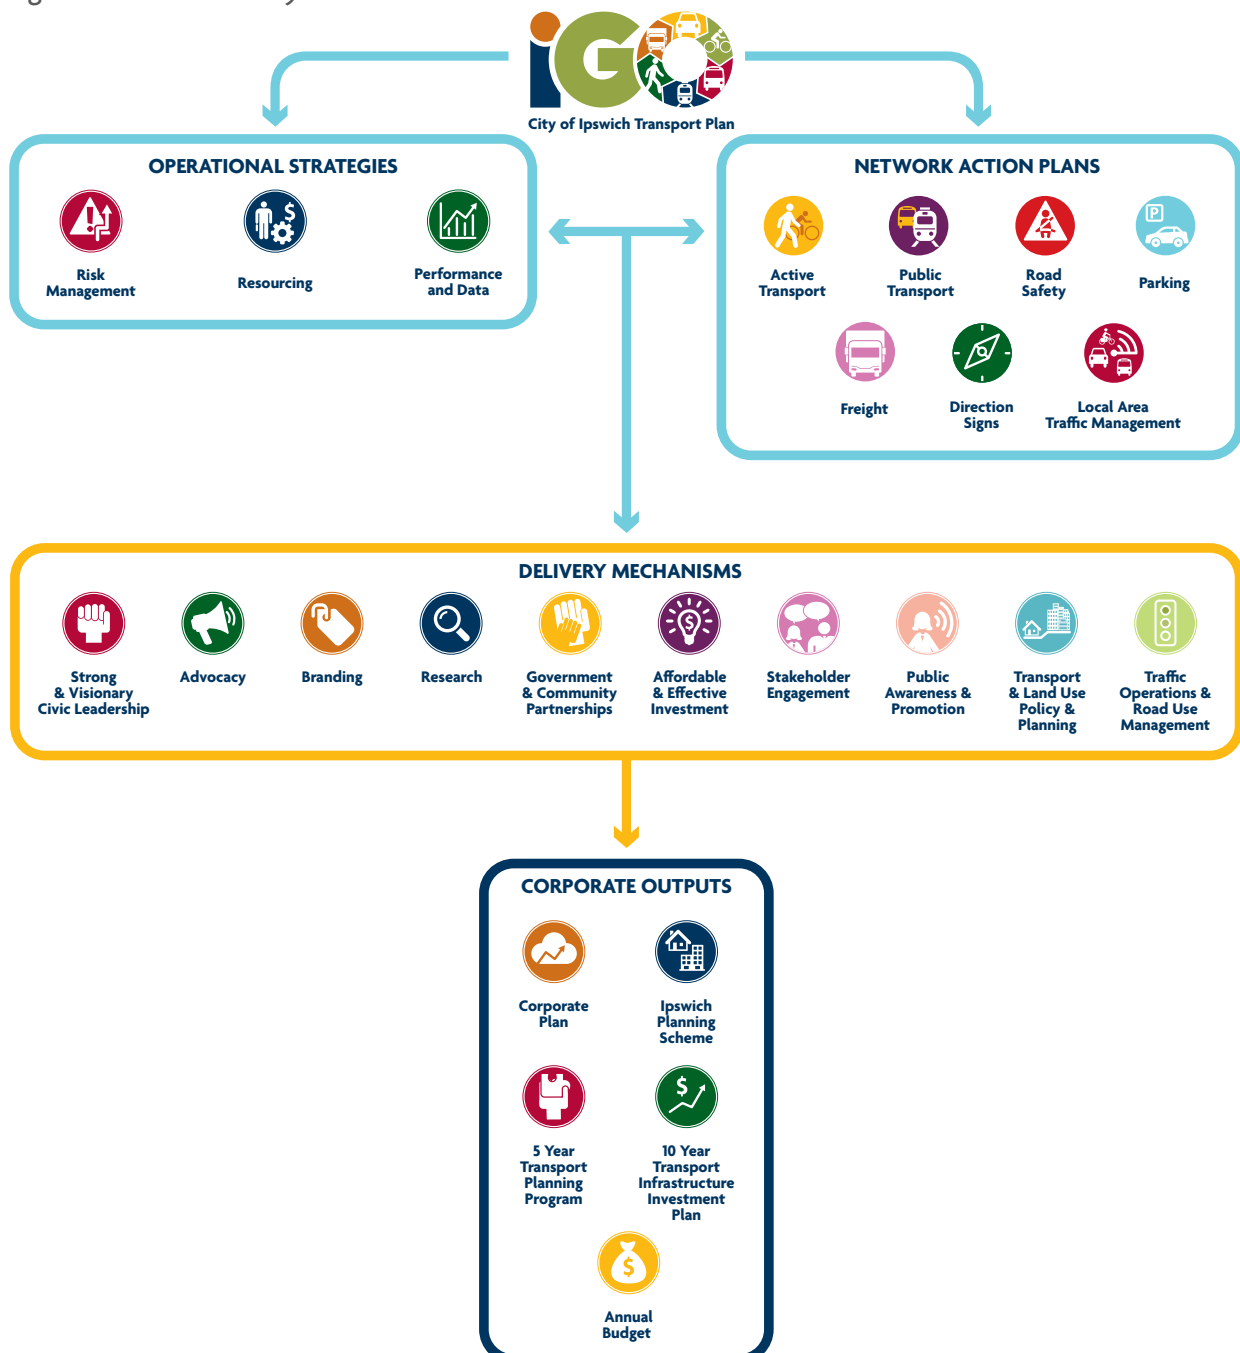 iGO
City of Ipswich Transport Plan
OPERATIONAL STRATEGIES
Risk
Management
Resourcing
Performance
and Data
NETWORK ACTION PLANS
Active
Transport
Public
Transport
Road
Safety
P
Parking
Freight
Direction
Signs
Local Area
Traffic Management
DELIVERY MECHANISMS
Strong
& Visionary
Civic Leadership
Advocacy
Branding
Research
Government
& Community
Partnerships
Affordable
& Effective
Investment
Stakeholder
Engagement
Public
Awareness &
Promotion
Transport
& Land Use
Policy &
Planning
Traffic
Operations &
Road Use
Management
CORPORATE OUTPUTS
Corporate
Plan
Ipswich
Planning
Scheme
5 Year
Transport
Planning
Program
10 Year
Transport
Infrastructure
Investment
Plan
Annual
Budget